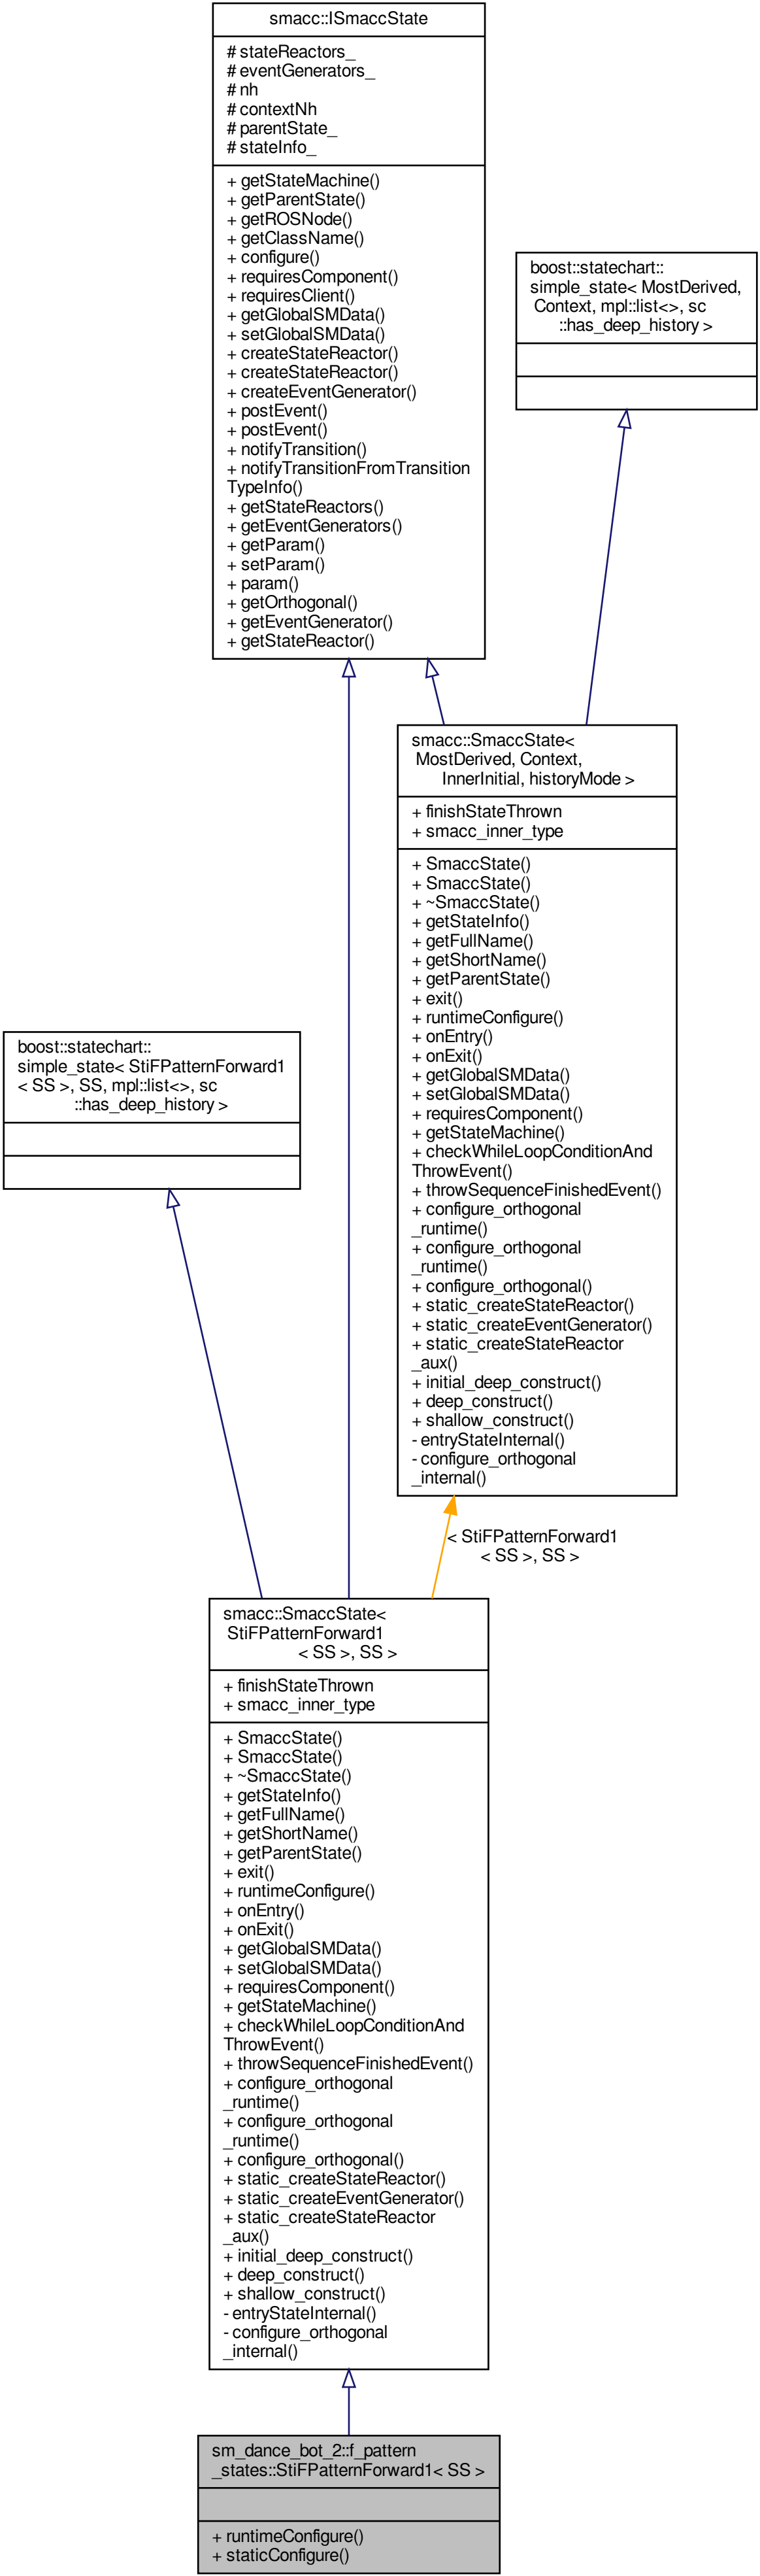 smacc::ISmaccState
# stateReactors_
# eventGenerators_
# nh
# contextNh
# parentState_
# stateInfo_
+ getStateMachine()
+ getParentState()
+ getROSNode()
+ getClassName()
+ configure()
+ requiresComponent()
+ requiresClient()
+ getGlobalSMData()
+ setGlobalSMData()
+ createStateReactor()
+ createStateReactor()
+ createEventGenerator()
+ postEvent()
+ postEvent()
+ notifyTransition()
+ notifyTransitionFromTransition
TypeInfo()
+ getStateReactors()
+ getEventGenerators()
+ getParam()
+ setParam()
+ param()
+ getOrthogonal()
+ getEventGenerator()
+ getStateReactor()
boost::statechart::
simple_state< MostDerived,
Context, mpl::list<>, sc
::has_deep_history >
smacc::SmaccState<
MostDerived, Context,
InnerInitial, historyMode >
+ finishStateThrown
+ smacc_inner_type
+ SmaccState()
+ SmaccState()
+ ~SmaccState()
+ getStateInfo()
+ getFullName()
+ getShortName()
+ getParentState()
+ exit()
+ runtimeConfigure()
+ onEntry()
+ onExit()
+ getGlobalSMData()
+ setGlobalSMData()
+ requiresComponent()
+ getStateMachine()
+ checkWhileLoopConditionAnd
ThrowEvent()
+ throwSequenceFinishedEvent()
+ configure_orthogonal
_runtime()
+ configure_orthogonal
_runtime()
+ configure_orthogonal()
+ static_createStateReactor()
+ static_createEventGenerator()
+ static_createStateReactor
_aux()
+ initial_deep_construct()
+ deep_construct()
+ shallow_construct()
- entryStateInternal()
- configure_orthogonal
_internal()
boost::statechart::
simple_state< StiFPatternForward1
< SS >, SS, mpl::list<>, sc
::has_deep_history >
< StiFPatternForward1
< SS >, SS >
smacc::SmaccState<
StiFPatternForward1
< SS >, SS >
+ finishStateThrown
+ smacc_inner_type
+ SmaccState()
+ SmaccState()
+ ~SmaccState()
+ getStateInfo()
+ getFullName()
+ getShortName()
+ getParentState()
+ exit()
+ runtimeConfigure()
+ onEntry()
+ onExit()
+ getGlobalSMData()
+ setGlobalSMData()
+ requiresComponent()
+ getStateMachine()
+ checkWhileLoopConditionAnd
ThrowEvent()
+ throwSequenceFinishedEvent()
+ configure_orthogonal
_runtime()
+ configure_orthogonal
_runtime()
+ configure_orthogonal()
+ static_createStateReactor()
+ static_createEventGenerator()
+ static_createStateReactor
_aux()
+ initial_deep_construct()
+ deep_construct()
+ shallow_construct()
- entryStateInternal()
- configure_orthogonal
_internal()
sm_dance_bot_2::f_pattern
_states::StiFPatternForward1< SS >
+ runtimeConfigure()
+ staticConfigure()